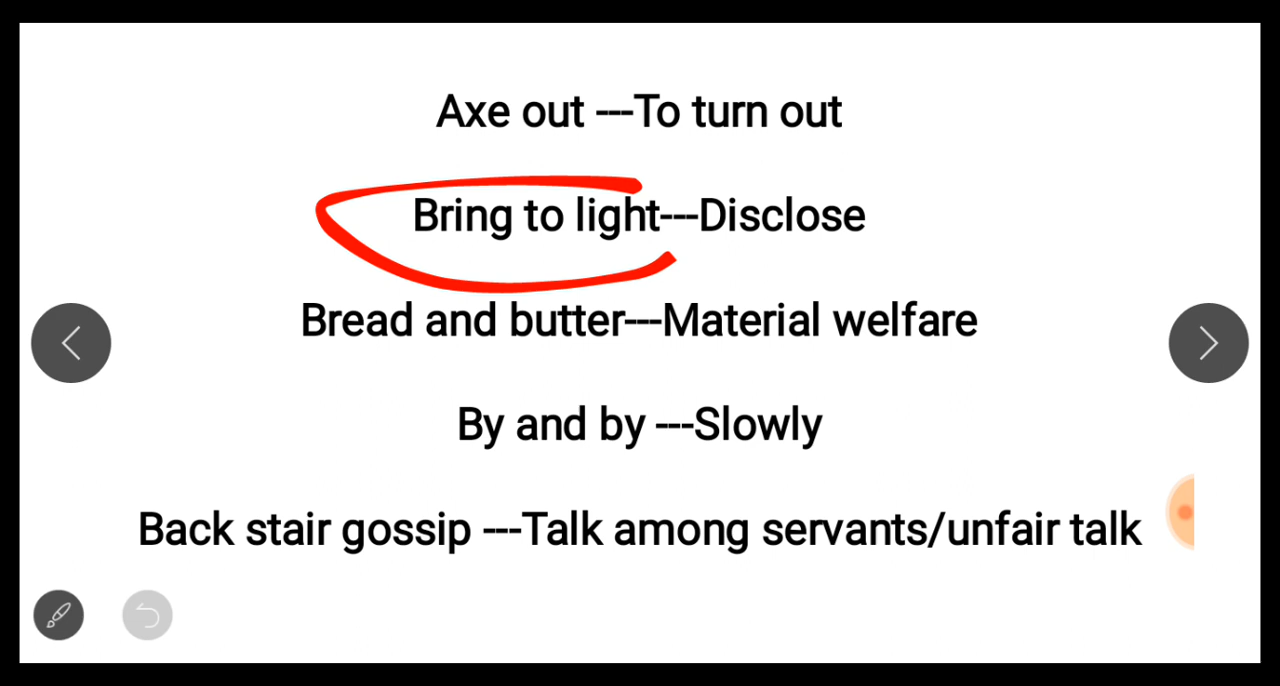 Axe out ---To turn out
Bring to light---Disclose
Bread and butter---Material welfare
By and by ---Slowly
Back stair gossip ---Talk among servants/unfair talk